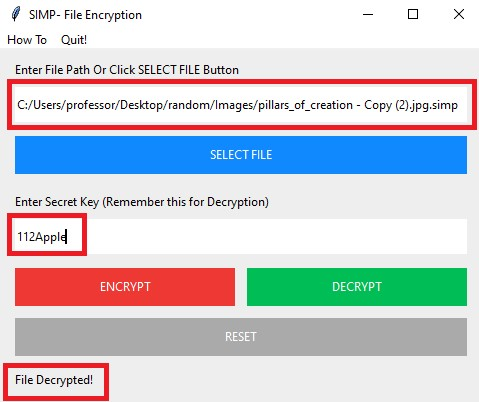 SIMP- File Encryption
How To Quit!
Enter File Path Or Click SELECT FILE Button
C:/Users/professor/Desktop/random/Images/pillars_of_creation - Copy (2).jpg.simp
SELECT FILE
Enter Secret Key (Remember this for Decryption)
112Apple
ENCRYPT DECRYPT
RESET
File Decrypted!